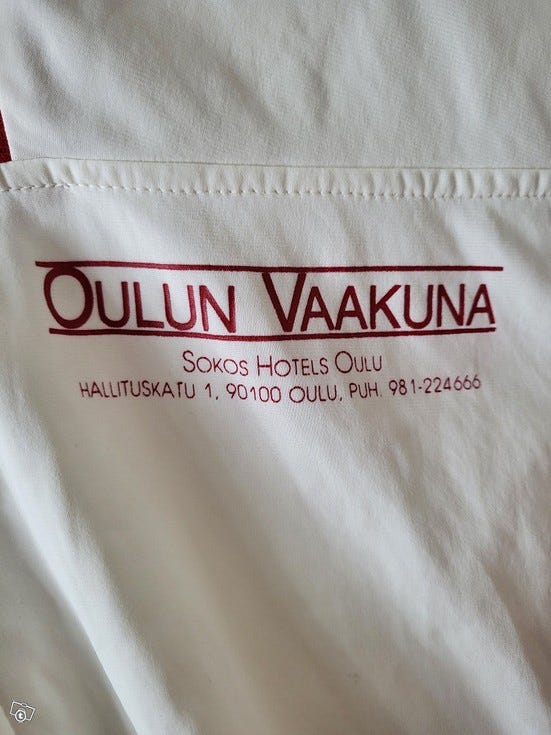 OULUN VAAKUNA
SOKOS HOTELS OULU
HALLITUSKATU 1, 90100 OULU, PUH. 981-224666
t